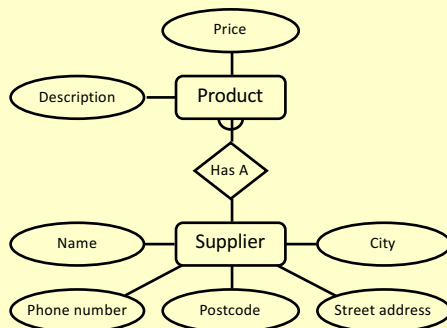 Price
Description
Product
Has A
Name
Supplier
City
Phone number
Postcode
Street address